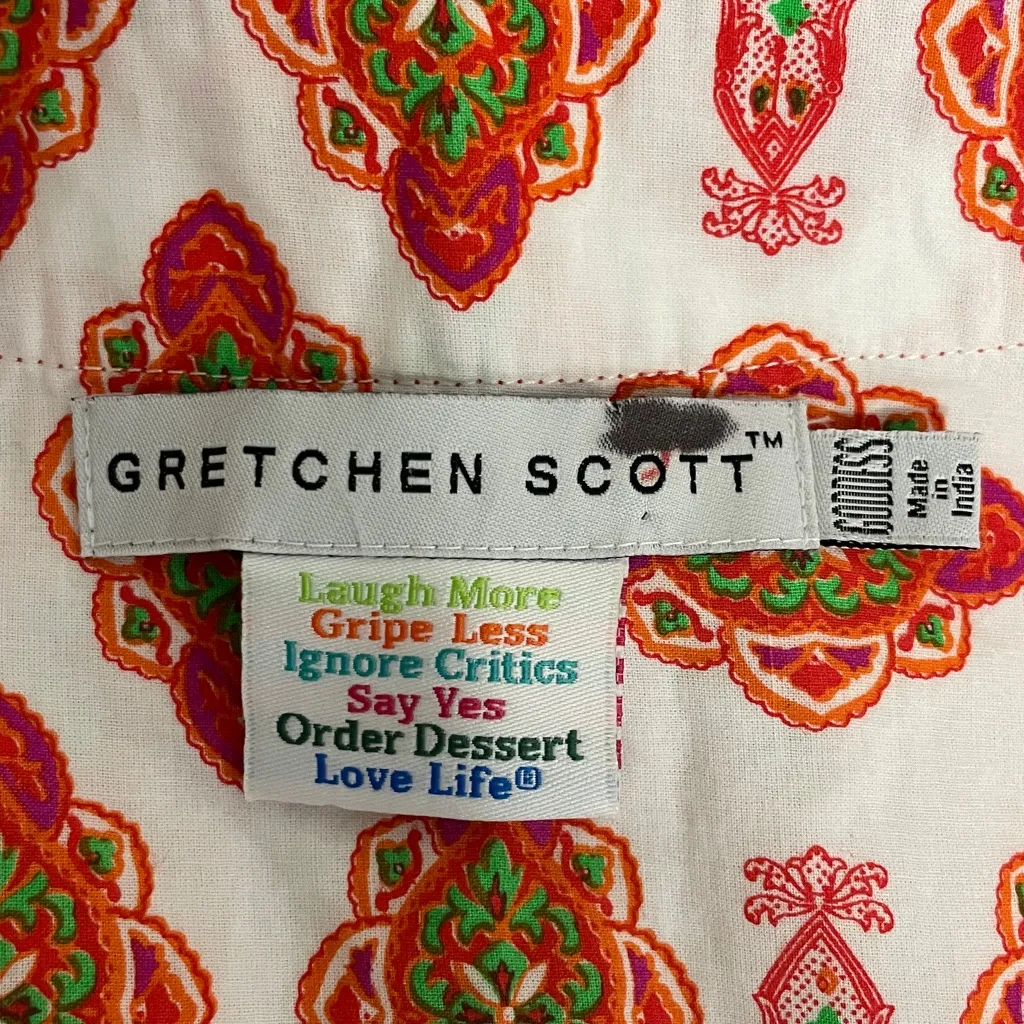 GRETCHEN SCOTT™
GODDESS
Made
in
India
Laugh More
Gripe Less
Ignore Critics
Say Yes
Order Dessert
Love Life®